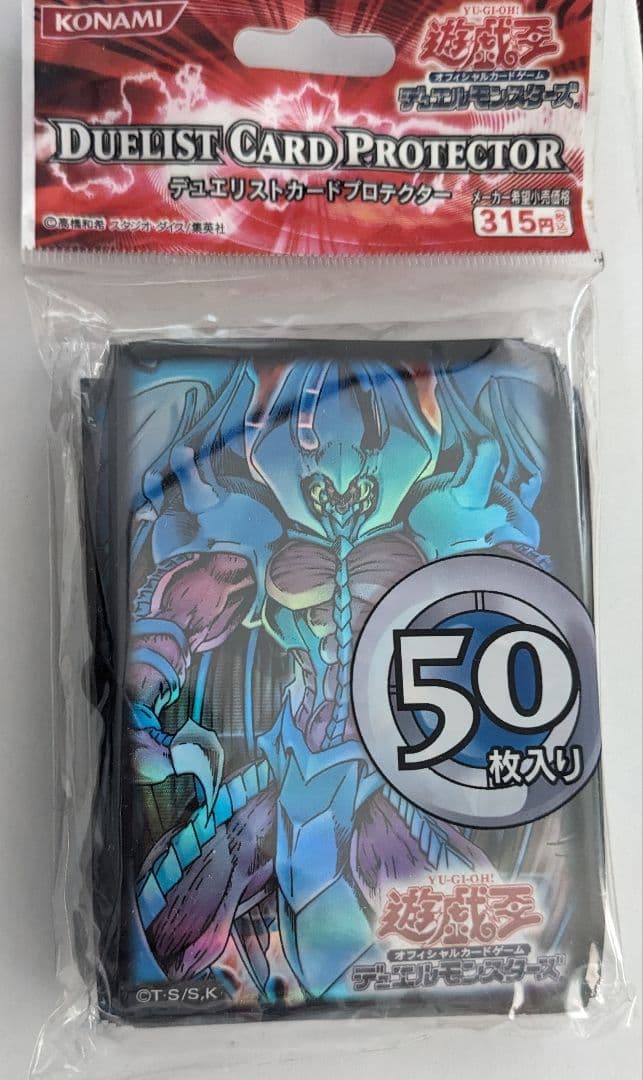 KONAMI
YU-GI-OH!
遊戯王
オフィシャルカードゲーム
デュエルモンスターズ
DUELIST CARD PROTECTOR
デュエリストカードプロテクター
メーカー希望小売価格
315円(税込)
©高橋和希 スタジオ・ダイス/集英社
50
枚入り
YU-GI-OH!
遊戯王
オフィシャルカードゲーム
デュエルモンスターズ
©T·S/S,K